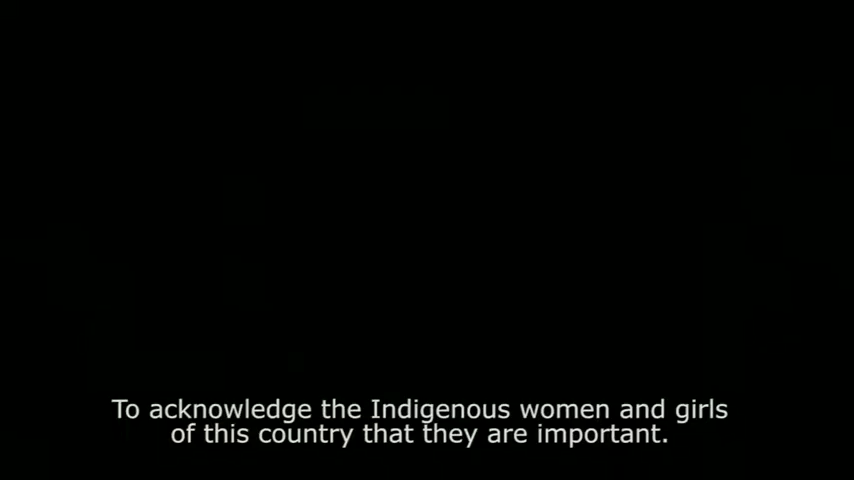 To acknowledge the Indigenous women and girls
of this country that they are important.